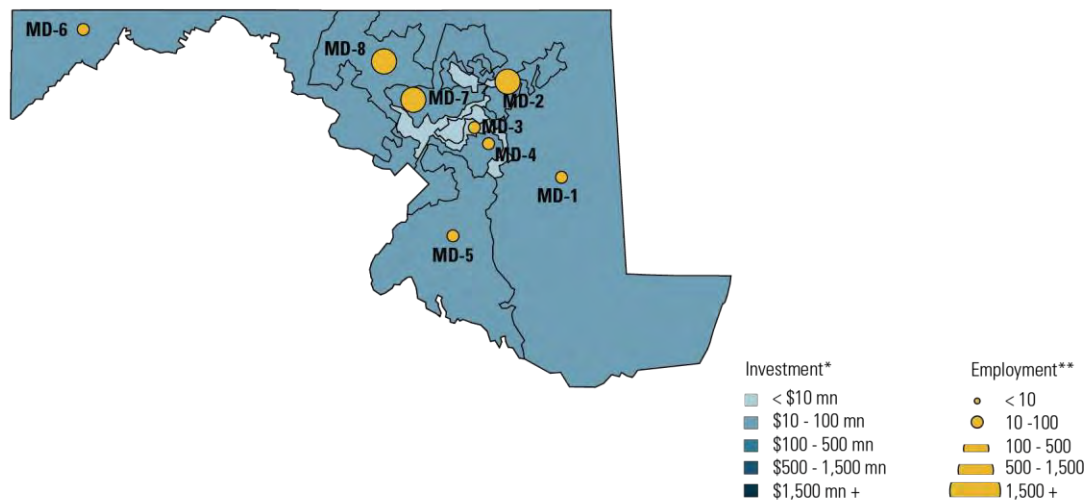 MD-6
MD-8
MD-7
MD-2
MD-3
MD-4
MD-1
MD-5
Investment*
< $10 mn
$10 - 100 mn
$100 - 500 mn
$500 - 1,500 mn
$1,500 mn +
Employment**
< 10
10 -100
100 - 500
500 - 1,500
1,500 +